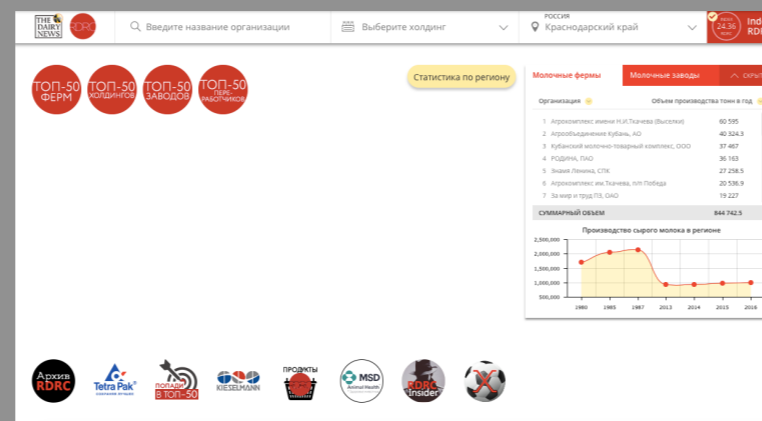 THE
DAIRY
NEWS
RDRC
Введите название организации
Выберите холдинг
РОССИЯ
Краснодарский край
24.36
Ind
RD
ТОП-50
ФЕРМ
ТОП-50
ХОЛДИНГОВ
ТОП-50
ЗАВОДОВ
ТОП-50
ПЕРЕ-
РАБОТЧИКОВ
Статистика по региону
Молочные фермы Молочные заводы СКРЫТ
Организация Объем производства тонн в год
1 Агрокомплекс имени Н.И.Ткачева (Выселки) 60 595
2 Агрообъединение Кубань, АО 40 324.3
3 Кубанский молочно-товарный комплекс, ООО 37 467
4 РОДИНА, ПАО 36 163
5 Знамя Ленина, СПК 27 258.5
6 Агрокомплекс им.Ткачева, п/п Победа 20 536.9
7 За мир и труд ПЗ, ОАО 19 227
СУММАРНЫЙ ОБЪЕМ 844 742.5
Производство сырого молока в регионе
2,500,000
2,000,000
1,500,000
1,000,000
500,000
1980 1985 1987 2013 2014 2015 2016
Архив
RDRC
Tetra Pak
ПОПАДИ
В ТОП-50
KIESELMANN
ПРОДУКТЫ
MSD
Animal Health
RDRC
Insider